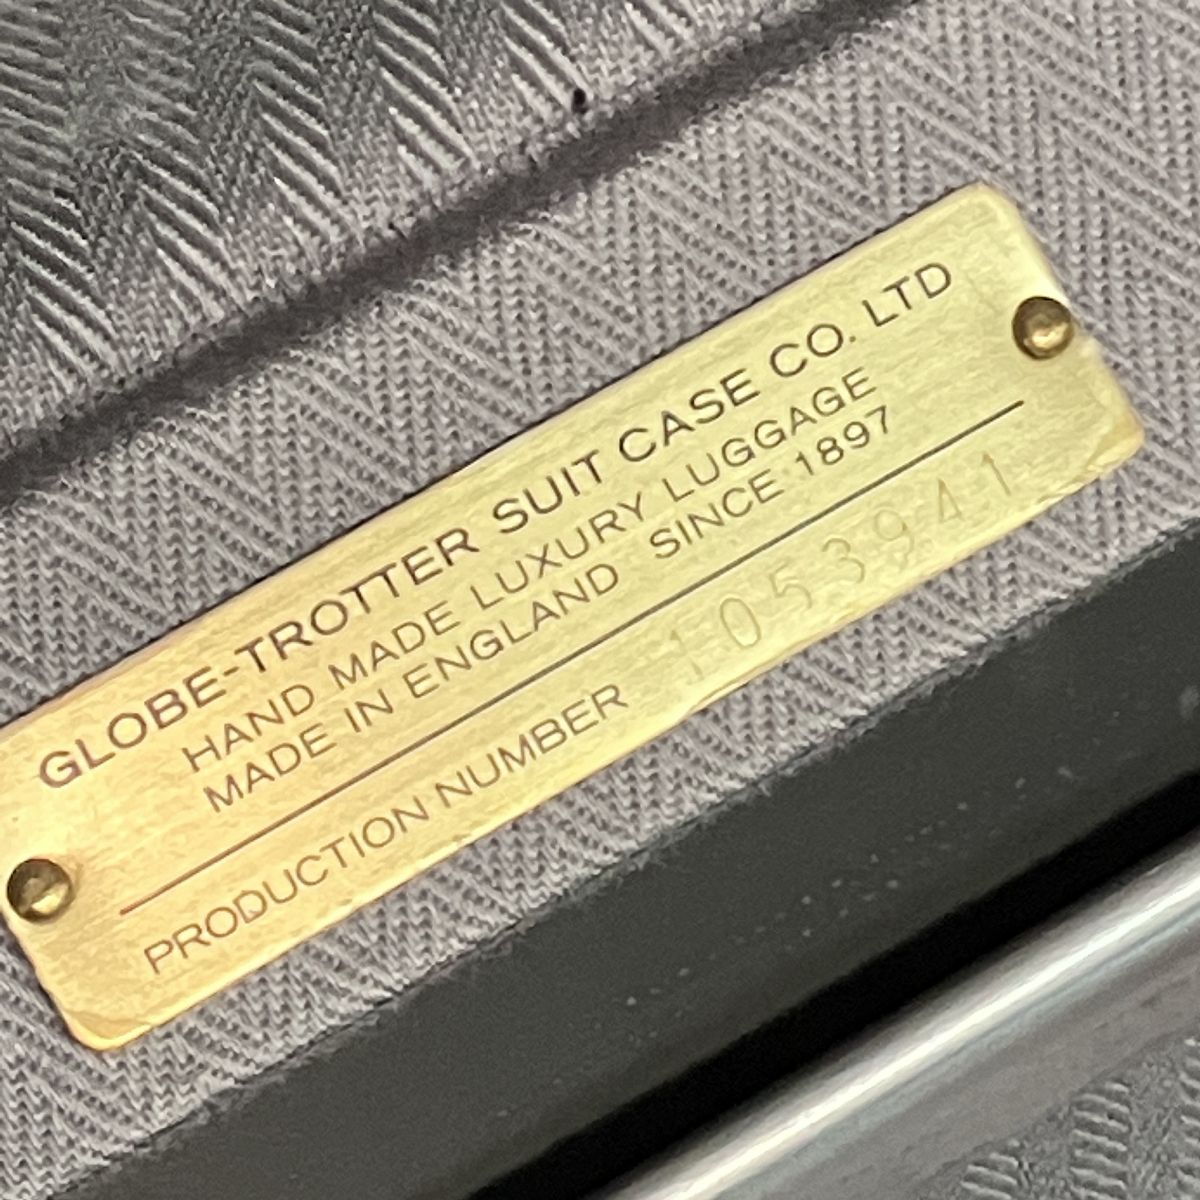 GLOBE-TROTTER SUIT CASE CO. LTD
HAND MADE LUXURY LUGGAGE
MADE IN ENGLAND SINCE 1897
PRODUCTION NUMBER 1053941